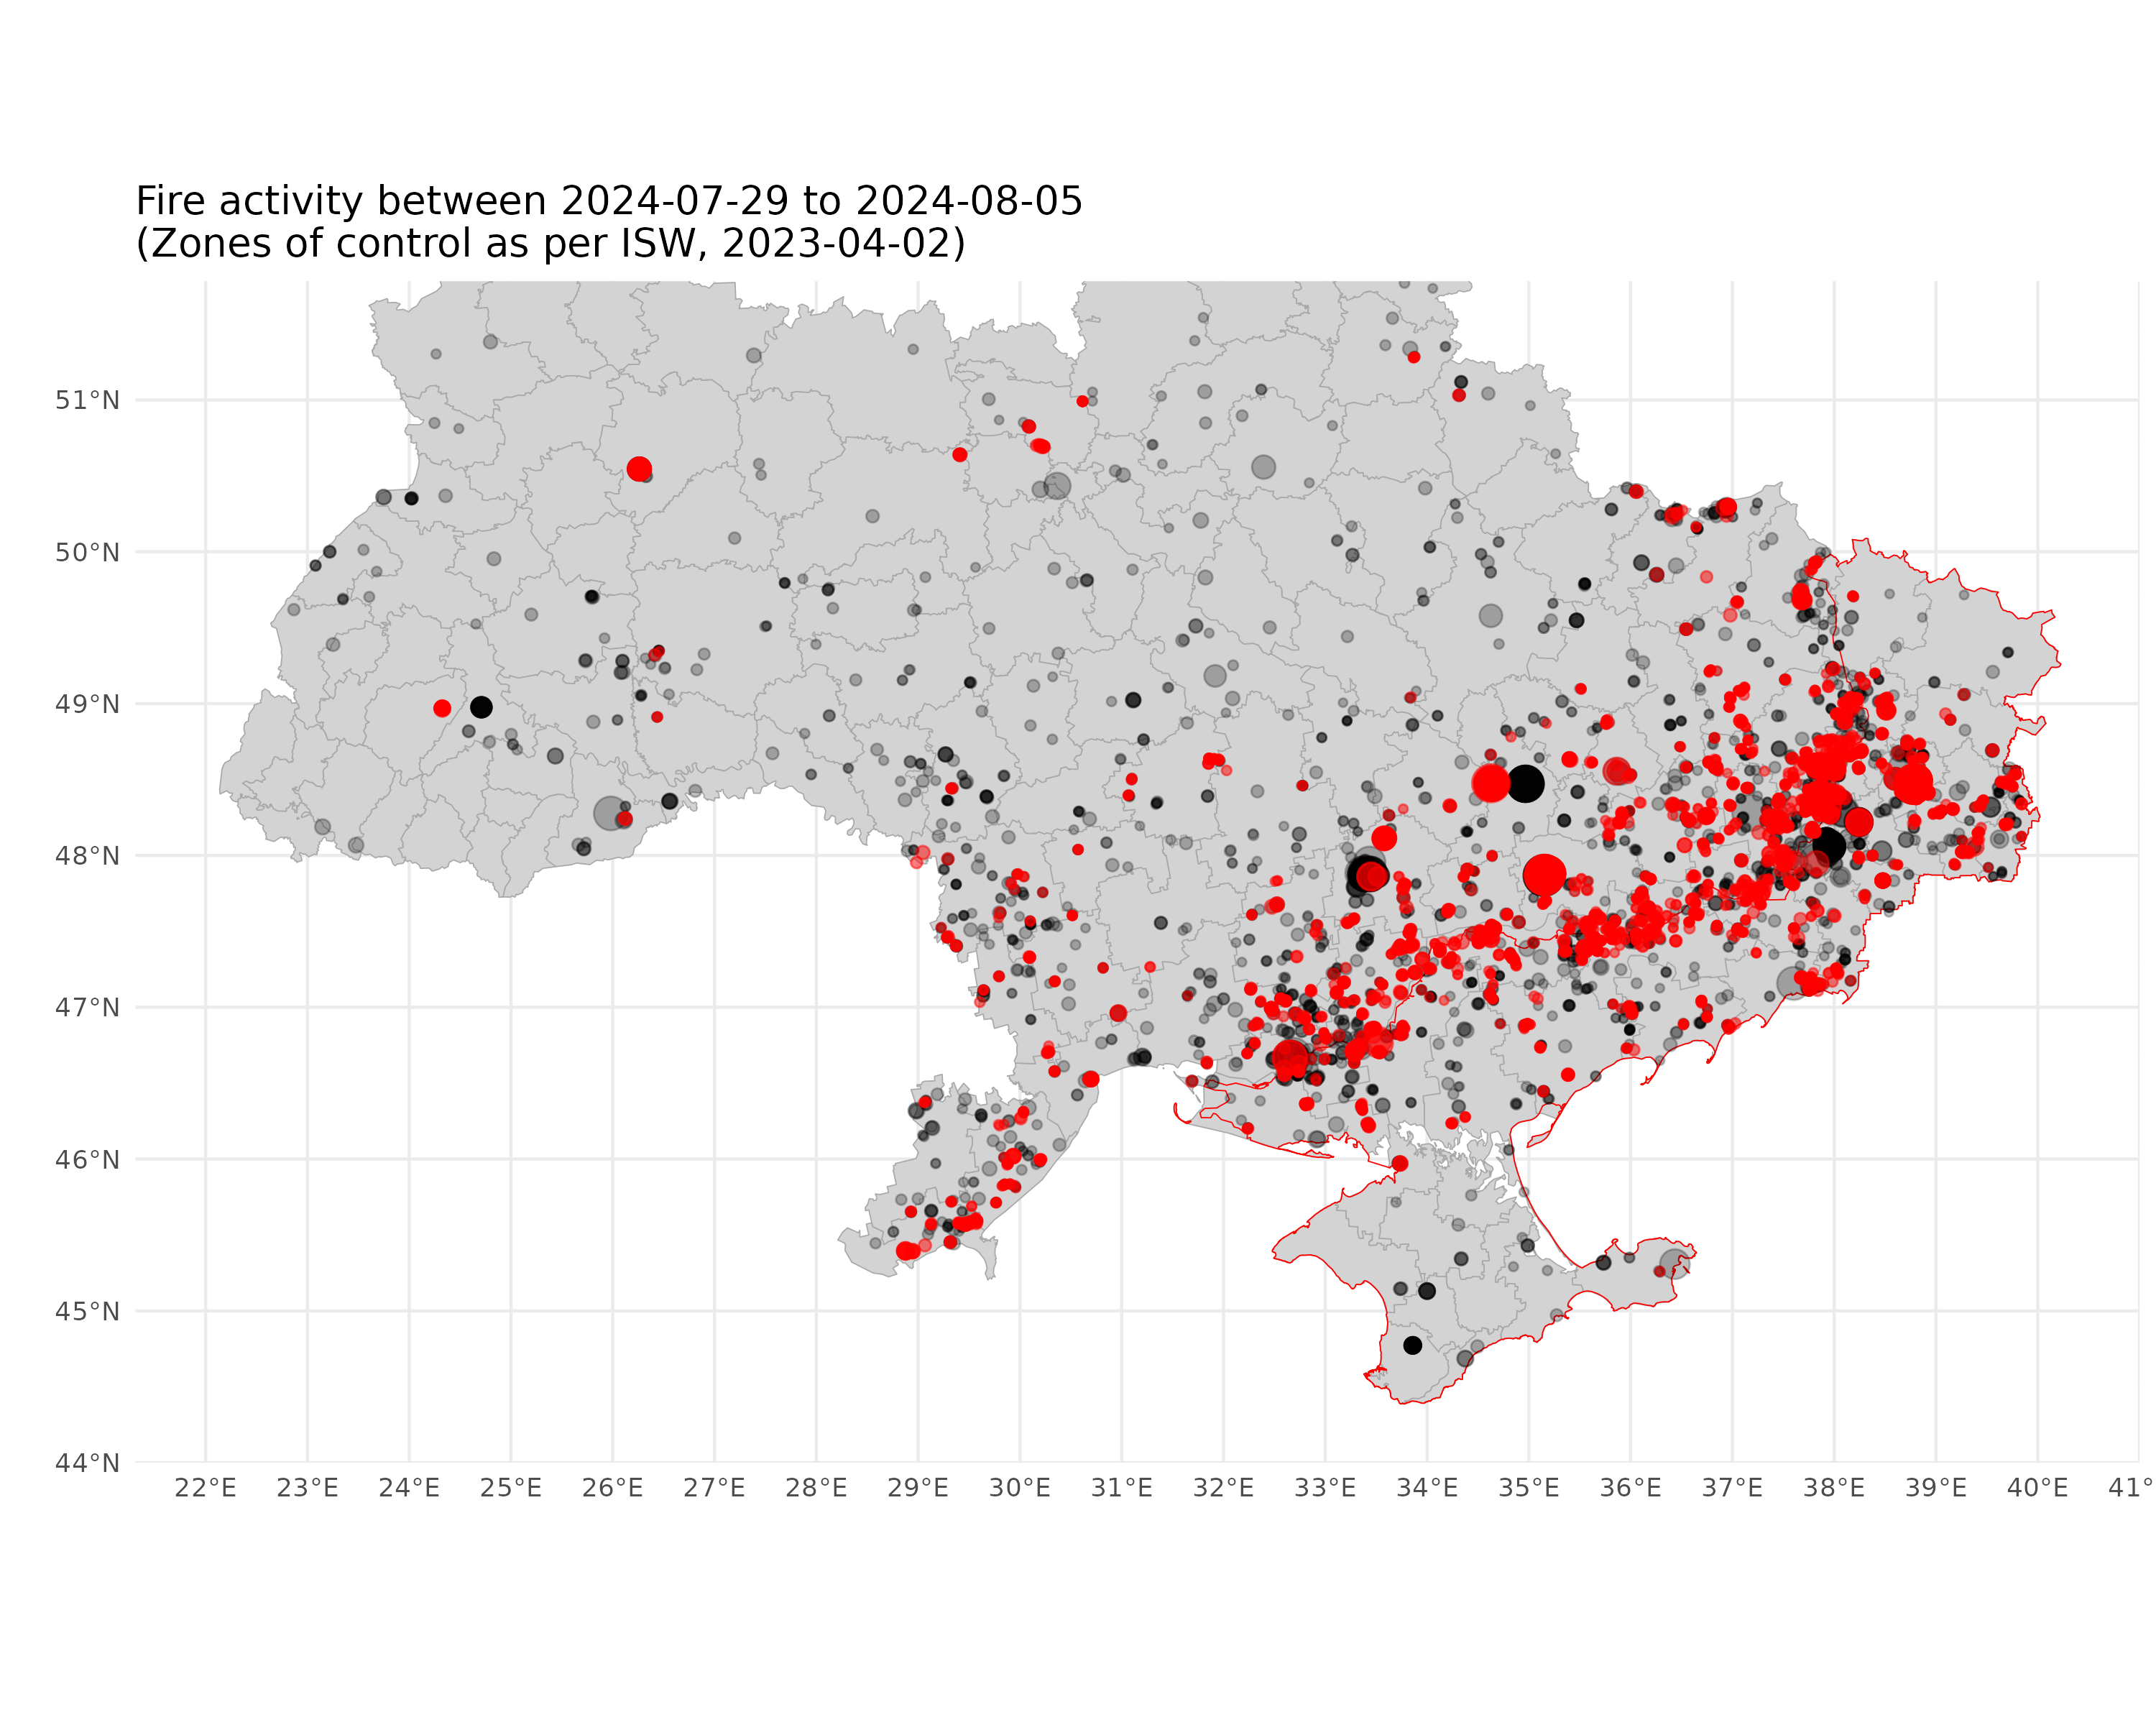 Fire activity between 2024-07-29 to 2024-08-05
(Zones of control as per ISW, 2023-04-02)
51°N
50°N
49°N
48°N
47°N
46°N
45°N
44°N
22°E 23°E 24°E 25°E 26°E 27°E 28°E 29°E 30°E 31°E 32°E 33°E 34°E 35°E 36°E 37°E 38°E 39°E 40°E 41°